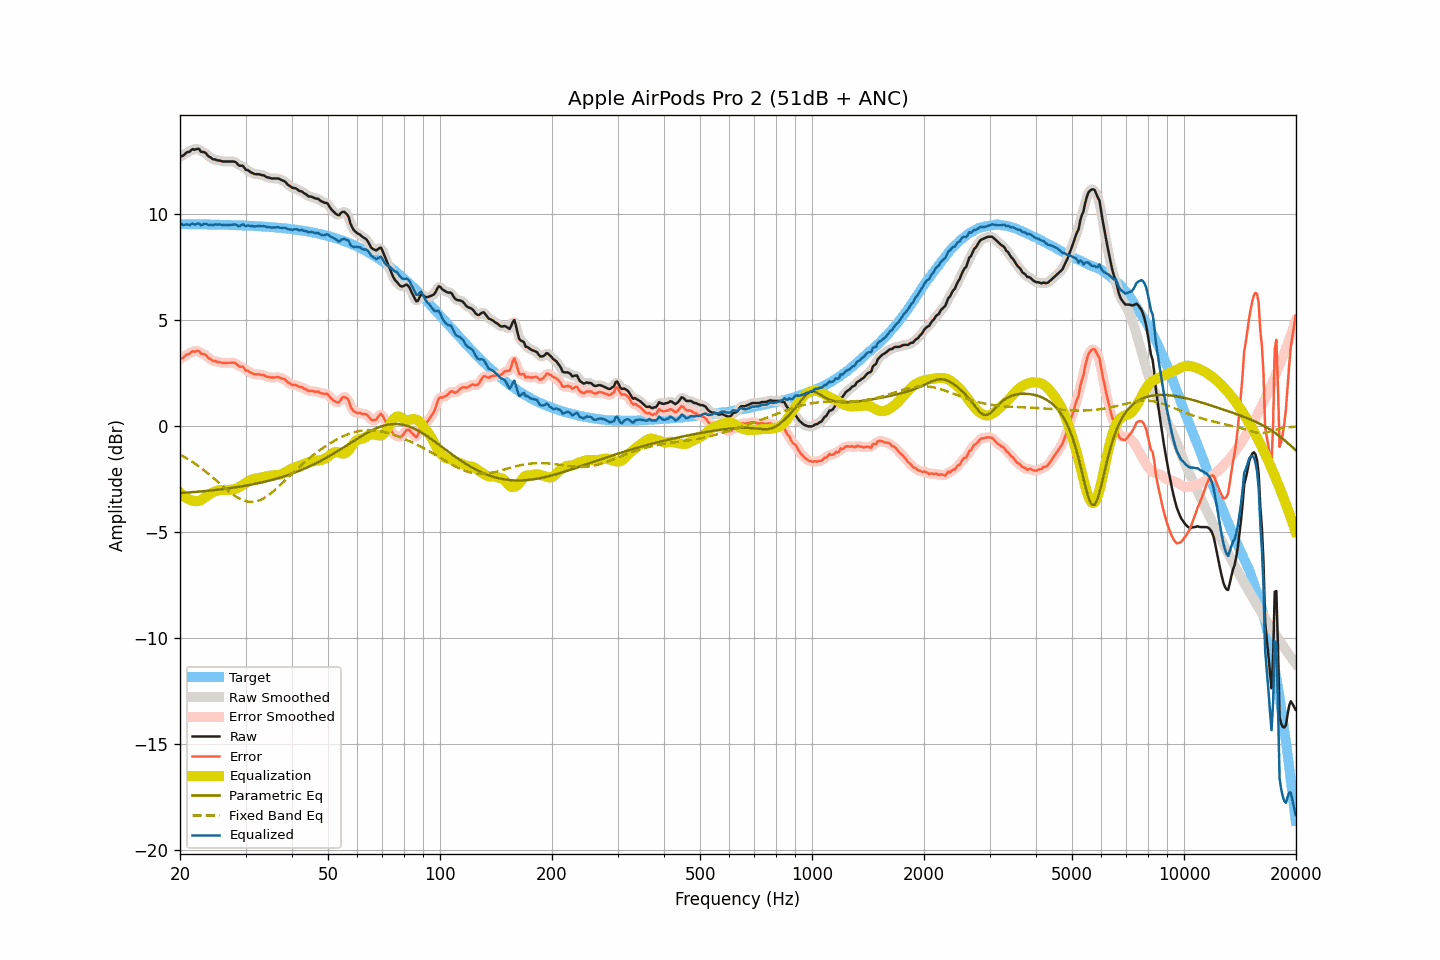 Apple AirPods Pro 2 (51dB + ANC)
10
5
0
−5
−10
−15
−20
Amplitude (dBr)
Target
Raw Smoothed
Error Smoothed
Raw
Error
Equalization
Parametric Eq
Fixed Band Eq
Equalized
20 50 100 200 500 1000 2000 5000 10000 20000
Frequency (Hz)